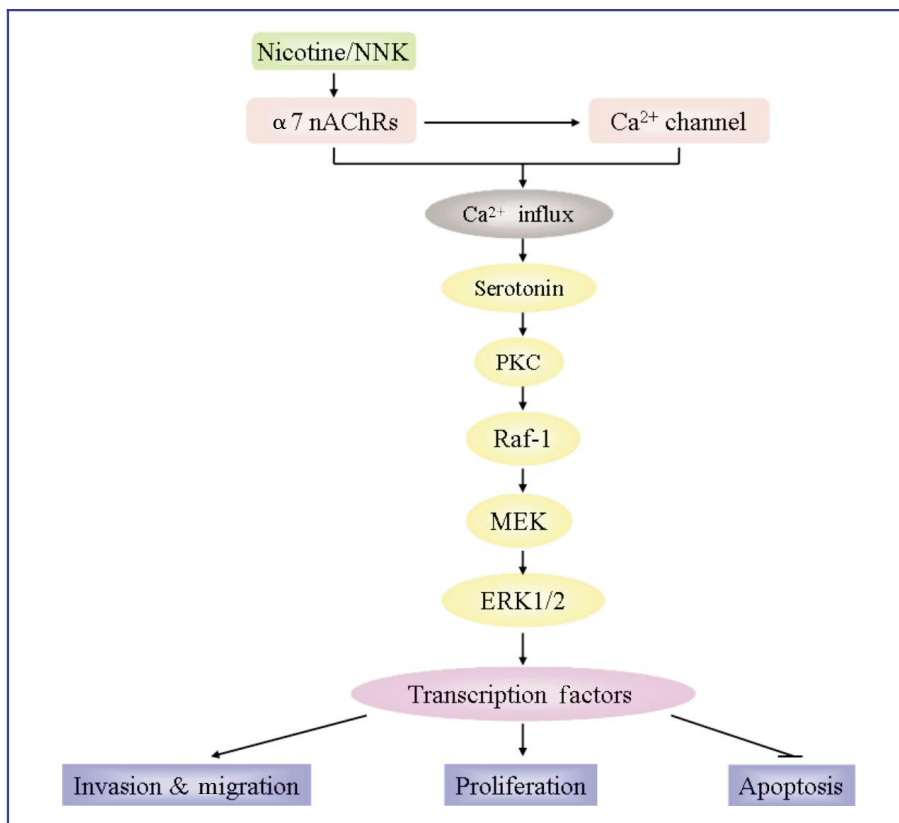 Nicotine/NNK
α7 nAChRs
Ca²⁺ channel
Ca²⁺ influx
Serotonin
PKC
Raf-1
MEK
ERK1/2
Transcription factors
Invasion & migration
Proliferation
Apoptosis